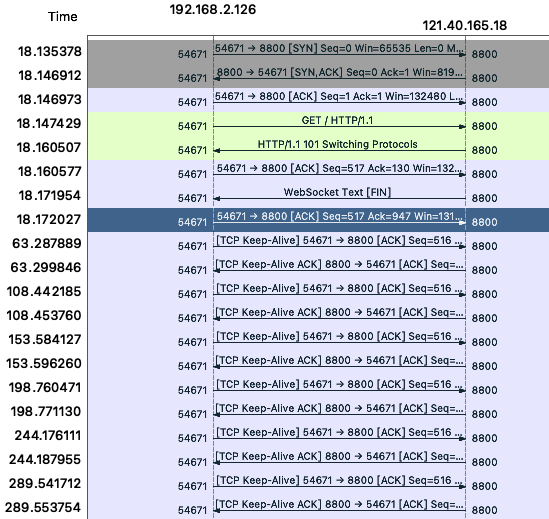 192.168.2.126
Time
121.40.165.18
18.135378 54671 54671 → 8800 [SYN] Seq=0 Win=65535 Len=0 M... 8800
18.146912 54671 8800 → 54671 [SYN, ACK] Seq=0 Ack=1 Win=819... 8800
18.146973 54671 54671 → 8800 [ACK] Seq=1 Ack=1 Win=132480 L... 8800
18.147429 54671 GET / HTTP/1.1 8800
18.160507 54671 HTTP/1.1 101 Switching Protocols 8800
18.160577 54671 54671 → 8800 [ACK] Seq=517 Ack=130 Win=132... 8800
18.171954 54671 WebSocket Text [FIN] 8800
18.172027 54671 54671 → 8800 [ACK] Seq=517 Ack=947 Win=131... 8800
63.287889 54671 [TCP Keep-Alive] 54671 → 8800 [ACK] Seq=516 ... 8800
63.299846 54671 [TCP Keep-Alive ACK] 8800 → 54671 [ACK] Seq=... 8800
108.442185 54671 [TCP Keep-Alive] 54671 → 8800 [ACK] Seq=516 ... 8800
108.453760 54671 [TCP Keep-Alive ACK] 8800 → 54671 [ACK] Seq=... 8800
153.584127 54671 [TCP Keep-Alive] 54671 → 8800 [ACK] Seq=516 ... 8800
153.596260 54671 [TCP Keep-Alive ACK] 8800 → 54671 [ACK] Seq=... 8800
198.760471 54671 [TCP Keep-Alive] 54671 → 8800 [ACK] Seq=516 ... 8800
198.771130 54671 [TCP Keep-Alive ACK] 8800 → 54671 [ACK] Seq=... 8800
244.176111 54671 [TCP Keep-Alive] 54671 → 8800 [ACK] Seq=516 ... 8800
244.187955 54671 [TCP Keep-Alive ACK] 8800 → 54671 [ACK] Seq=... 8800
289.541712 54671 [TCP Keep-Alive] 54671 → 8800 [ACK] Seq=516 ... 8800
289.553754 54671 [TCP Keep-Alive ACK] 8800 → 54671 [ACK] Seq=... 8800